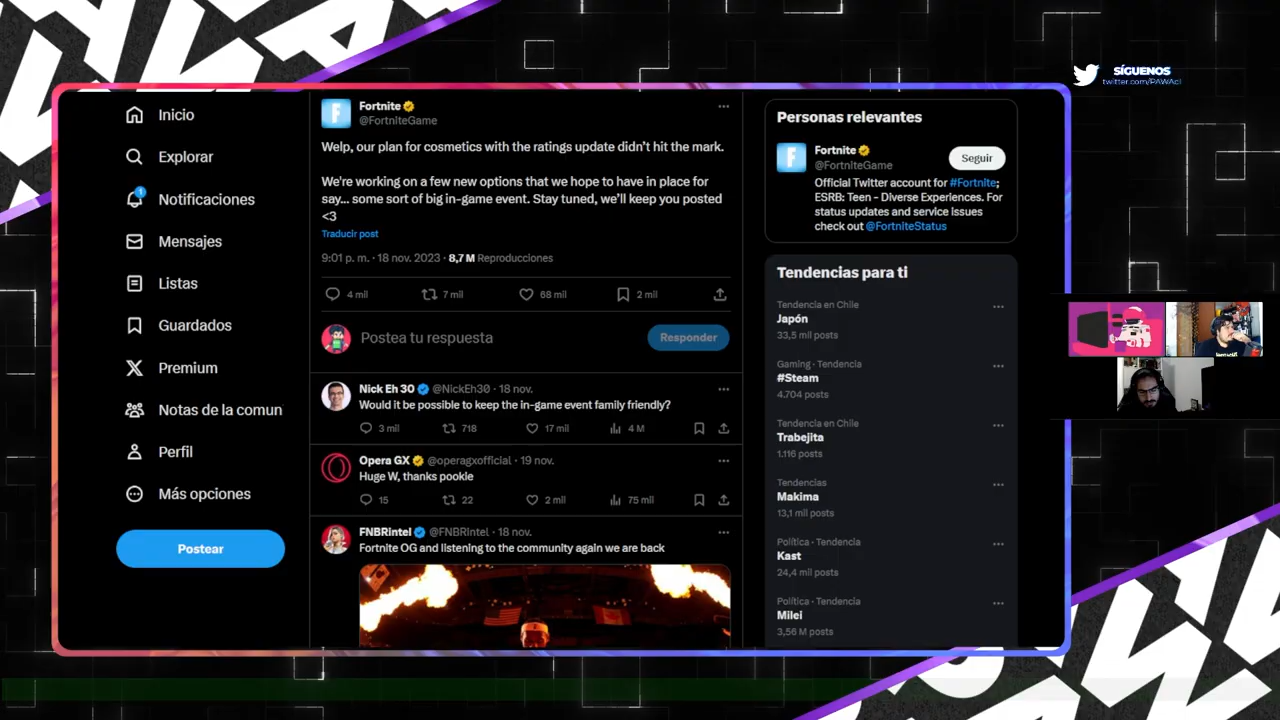 SÍGUENOS
twitter.com/PAWAcl
Inicio
Explorar
1
Notificaciones
Mensajes
Listas
Guardados
Premium
Notas de la comun
Perfil
Más opciones
Postear
Fortnite
@FortniteGame
Welp, our plan for cosmetics with the ratings update didn't hit the mark.
We're working on a few new options that we hope to have in place for
say... some sort of big in-game event. Stay tuned, we'll keep you posted
<3
Traducir post
9:01 p. m. · 18 nov. 2023 · 8,7 M Reproducciones
4 mil 7 mil 68 mil 2 mil
Postea tu respuesta
Responder
Nick Eh 30 @NickEh30 · 18 nov.
Would it be possible to keep the in-game event family friendly?
3 mil 718 17 mil 4 M
Opera GX @operagxofficial · 19 nov.
Huge W, thanks pookie
15 22 2 mil 75 mil
FNBRintel @FNBRintel · 18 nov.
Fortnite OG and listening to the community again we are back
Personas relevantes
Fortnite
@FortniteGame
Seguir
Official Twitter account for #Fortnite;
ESRB: Teen - Diverse Experiences. For
status updates and service issues
check out @FortniteStatus
Tendencias para ti
Tendencia en Chile
Japón
33,5 mil posts
Gaming · Tendencia
#Steam
4.704 posts
Tendencia en Chile
Trabejita
1.116 posts
Tendencias
Makima
13,1 mil posts
Política · Tendencia
Kast
24,4 mil posts
Política · Tendencia
Milei
3,56 M posts